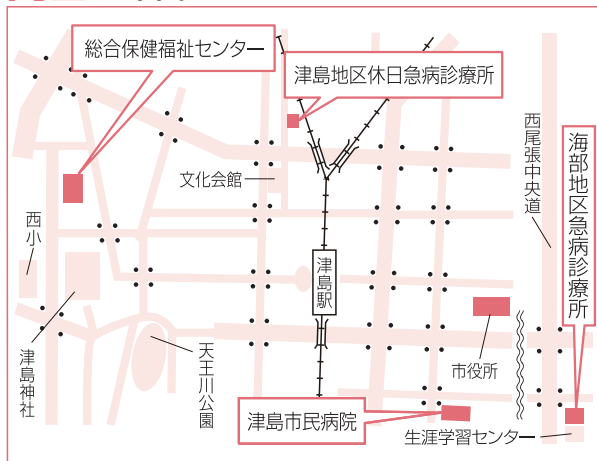 総合保健福祉センター
津島地区休日急病診療所
西尾張中央道
海部地区急病診療所
文化会館
西小
津島駅
津島神社
天王川公園
市役所
津島市民病院
生涯学習センター